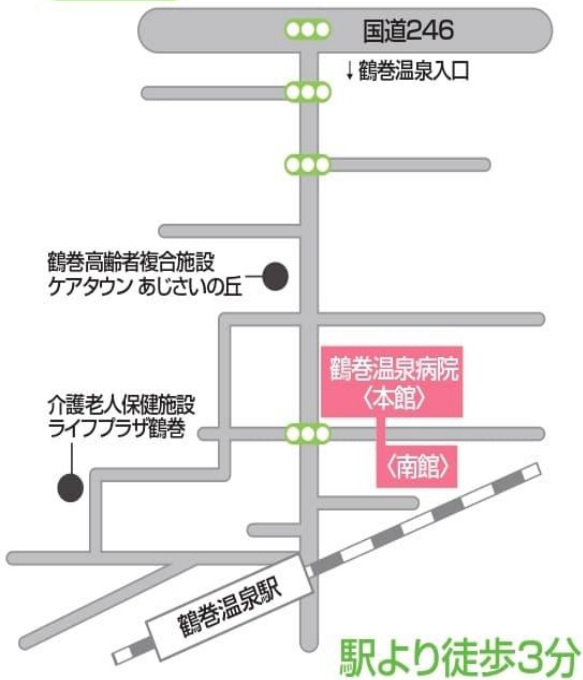 国道246
↓鶴巻温泉入口
鶴巻高齢者複合施設
ケアタウン あじさいの丘
鶴巻温泉病院
〈本館〉
介護老人保健施設
ライフプラザ鶴巻
〈南館〉
鶴巻温泉駅
駅より徒歩3分